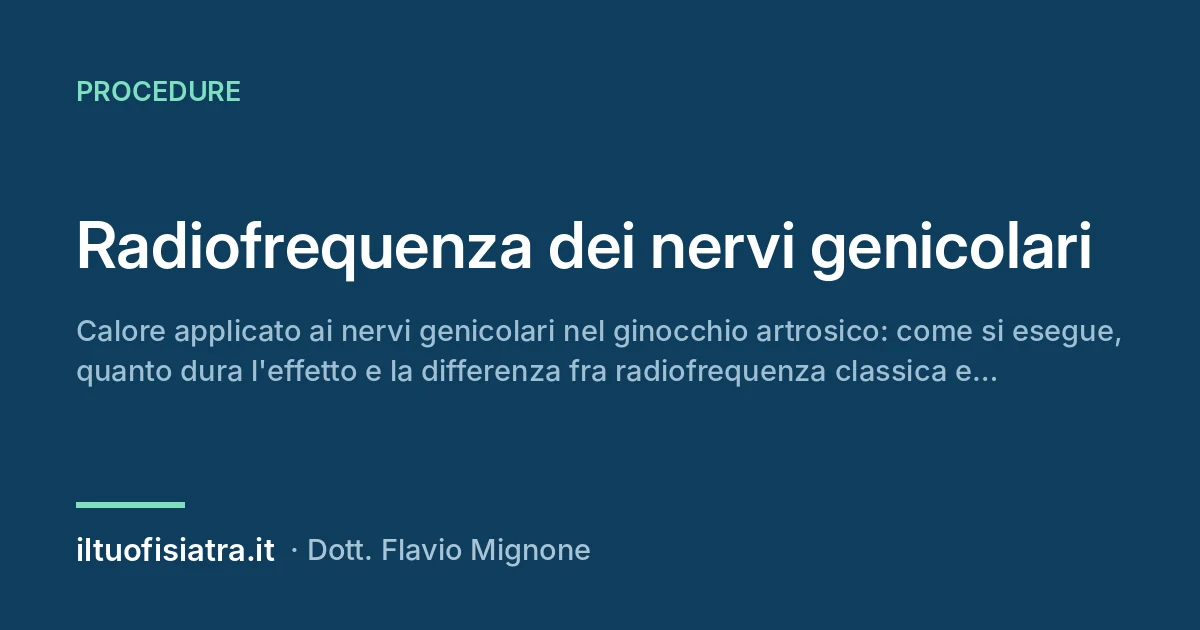 PROCEDURE
Radiofrequenza dei nervi genicolari
Calore applicato ai nervi genicolari nel ginocchio artrosico: come si esegue,
quanto dura l'effetto e la differenza fra radiofrequenza classica e...
iltuofisiatra.it · Dott. Flavio Mignone